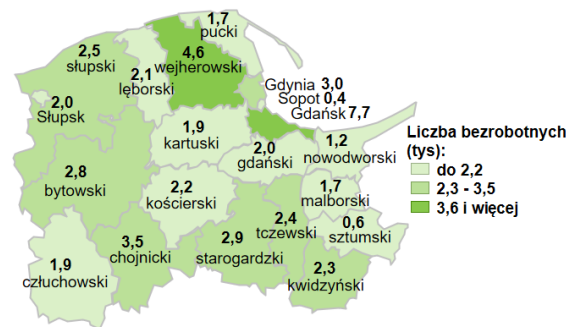 1,7
pucki
2,5
słupski
4,6
wejherowski
2,1
lęborski
Gdynia 3,0
Sopot 0,4
Gdańsk 7,7
2,0
Słupsk
1,9
kartuski
2,0
gdański
1,2
nowodworski
2,8
bytowski
2,2
kościerski
1,7
malborski
2,4
tczewski
0,6
sztumski
3,5
chojnicki
2,9
starogardzki
1,9
człuchowski
2,3
kwidzyński
Liczba bezrobotnych
(tys):
do 2,2
2,3 - 3,5
3,6 i więcej